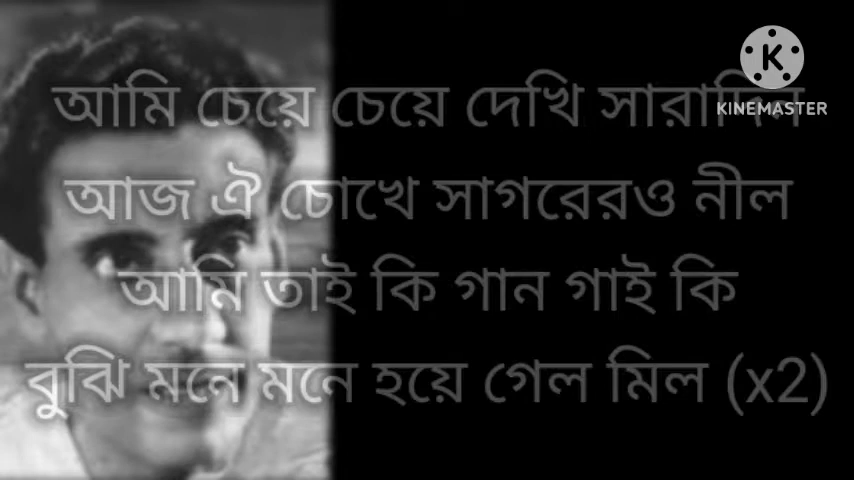 আমি চেয়ে চেয়ে দেখি সারাদিন
KINEMASTER
আজ ঐ চোখে সাগরেরও নীল
আমি তাই কি গান গাই কি
বুঝি মনে মনে হয়ে গেল মিল (x2)